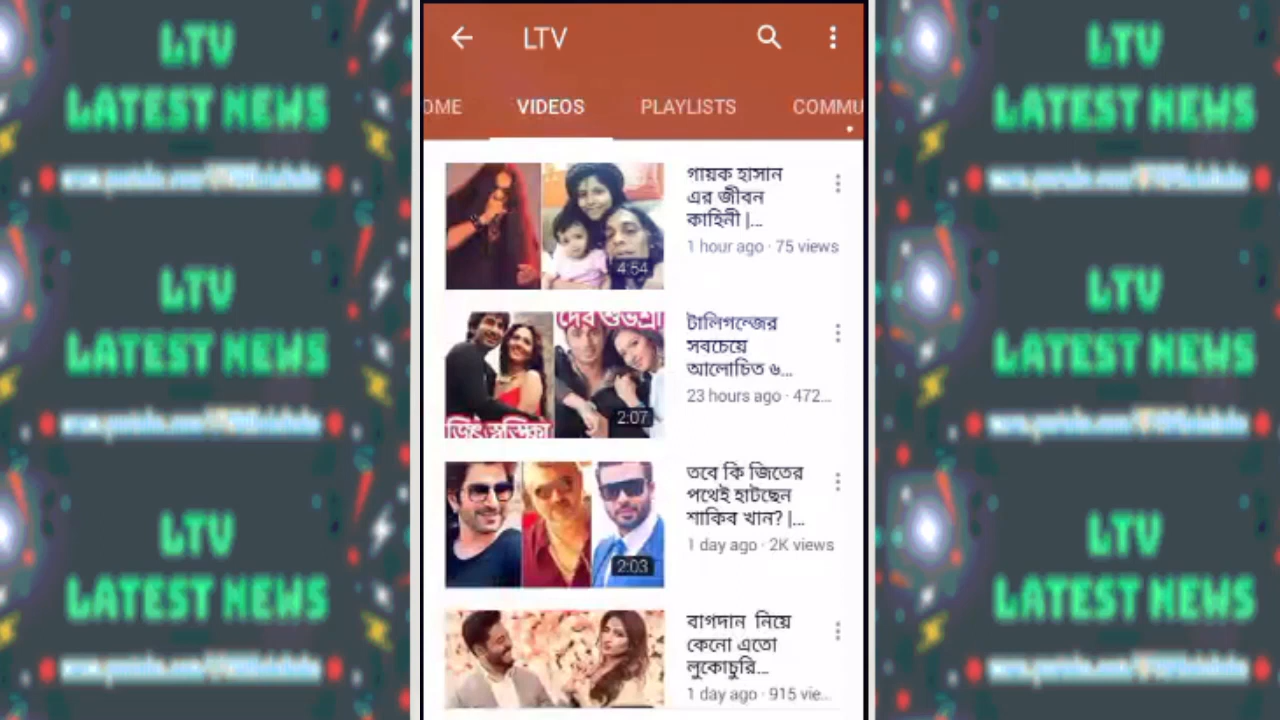 LTV
LATEST NEWS
LTV
LATEST NEWS
LTV
LATEST NEWS
LTV
OME VIDEOS PLAYLISTS COMMU
গায়ক হাসান
এর জীবন
কাহিনী |...
1 hour ago · 75 views
4:54
টালিগন্জের
সবচেয়ে
আলোচিত ৬...
23 hours ago · 472...
দেব শুভশ্রী
2:07
তবে কি জিতের
পথেই হাটছেন
শাকিব খান? |...
1 day ago · 2K views
2:03
বাগদান নিয়ে
কেনো এতো
লুকোচুরি...
1 day ago · 915 vie...
LTV
LATEST NEWS
LTV
LATEST NEWS
LTV
LATEST NEWS